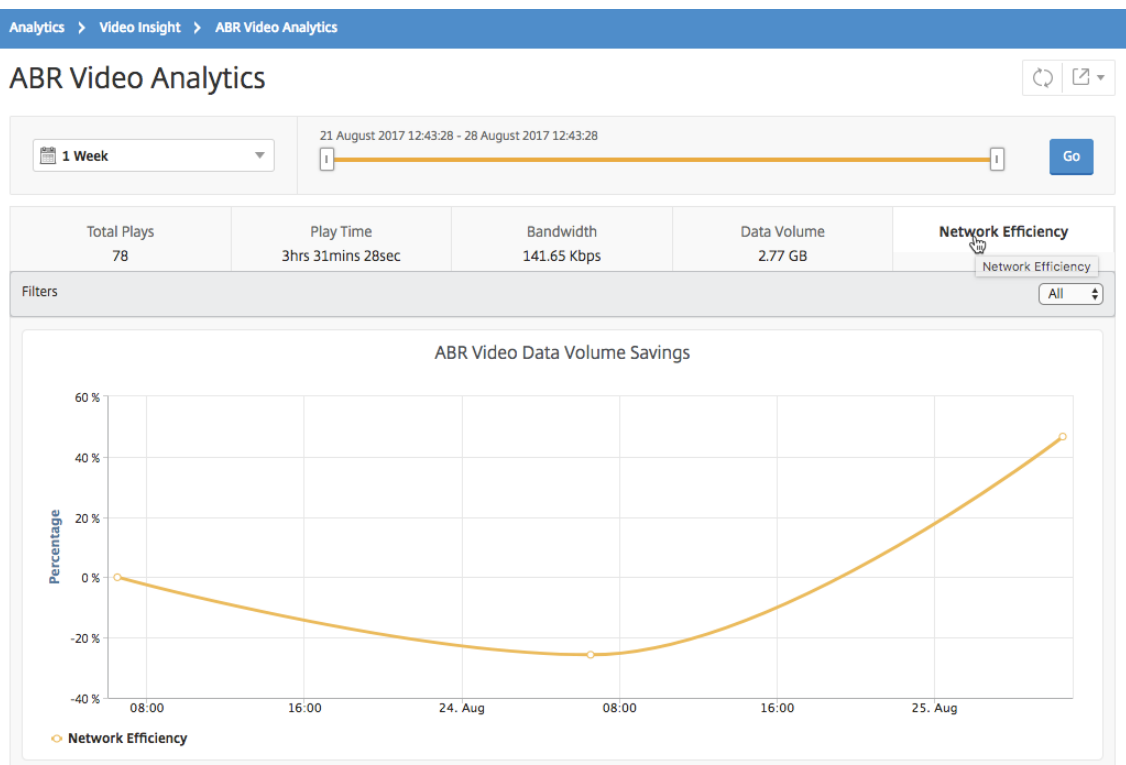 Analytics > Video Insight > ABR Video Analytics
ABR Video Analytics
21 August 2017 12:43:28 - 28 August 2017 12:43:28
1 Week
Go
Total Plays Play Time Bandwidth Data Volume Network Efficiency
78 3hrs 31mins 28sec 141.65 Kbps 2.77 GB
Network Efficiency
Filters All
ABR Video Data Volume Savings
60 %
40 %
20 %
0 %
-20 %
-40 %
Percentage
08:00 16:00 24. Aug 08:00 16:00 25. Aug
Network Efficiency